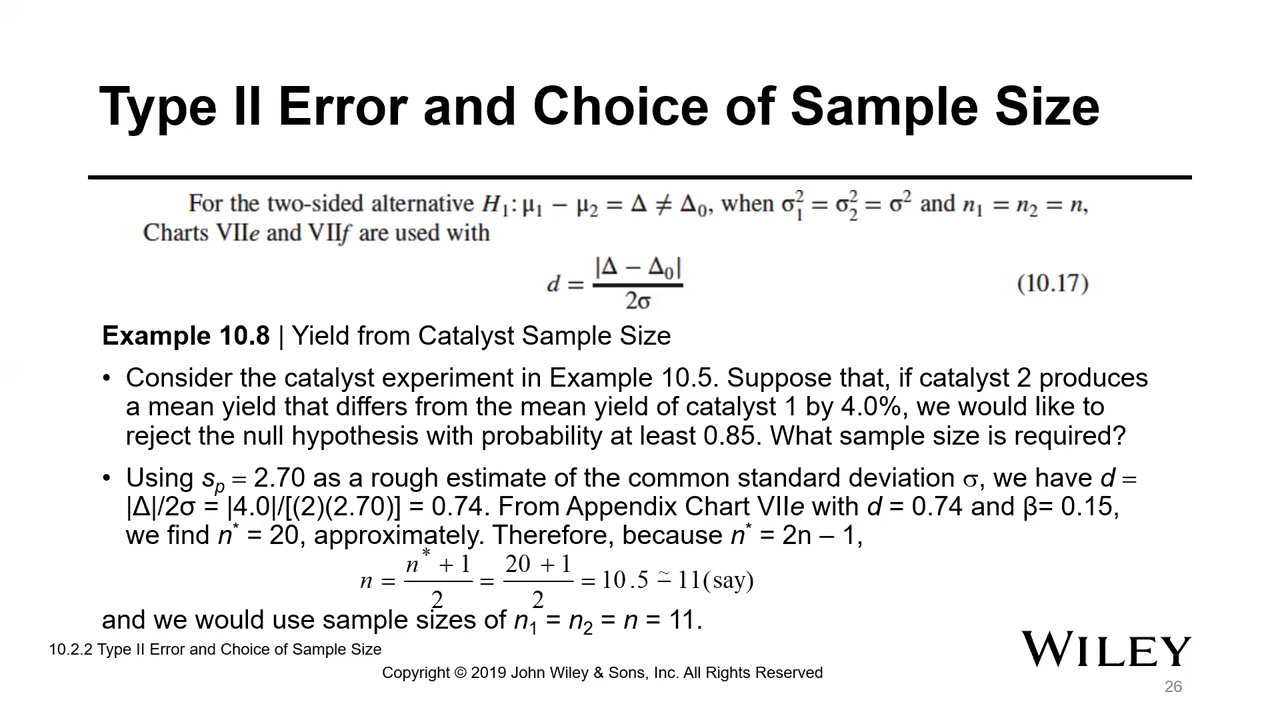 Type II Error and Choice of Sample Size
For the two-sided alternative H₁: μ₁ − μ₂ = Δ ≠ Δ₀, when σ₁² = σ₂² = σ² and n₁ = n₂ = n,
Charts VIIe and VIIf are used with
d = |Δ − Δ₀| / 2σ (10.17)
Example 10.8 | Yield from Catalyst Sample Size
• Consider the catalyst experiment in Example 10.5. Suppose that, if catalyst 2 produces
a mean yield that differs from the mean yield of catalyst 1 by 4.0%, we would like to
reject the null hypothesis with probability at least 0.85. What sample size is required?
• Using sₚ = 2.70 as a rough estimate of the common standard deviation σ, we have d =
|Δ|/2σ = |4.0|/[(2)(2.70)] = 0.74. From Appendix Chart VIIe with d = 0.74 and β= 0.15,
we find n* = 20, approximately. Therefore, because n* = 2n – 1,
n = (n* + 1) / 2 = (20 + 1) / 2 = 10.5 ≃ 11(say)
and we would use sample sizes of n₁ = n₂ = n = 11.
10.2.2 Type II Error and Choice of Sample Size
Copyright © 2019 John Wiley & Sons, Inc. All Rights Reserved
WILEY
26